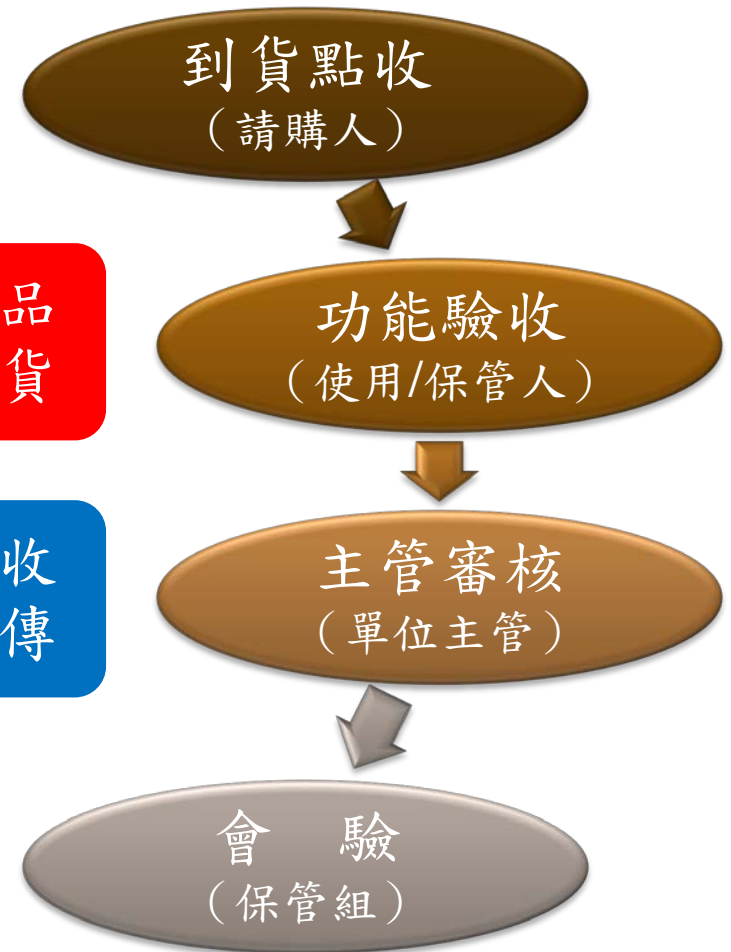 到貨點收
（請購人）
品
貨
功能驗收
（使用/保管人）
收
傳
主管審核
（單位主管）
會　驗
（保管組）